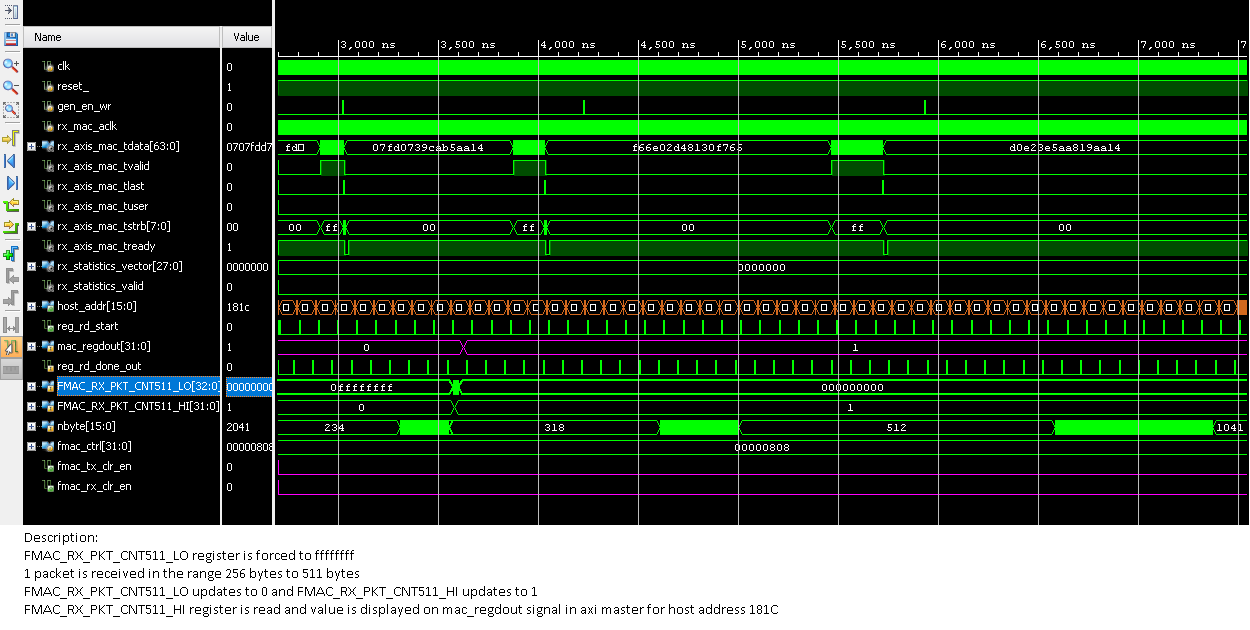 Name Value
3,000 ns 3,500 ns 4,000 ns 4,500 ns 5,000 ns 5,500 ns 6,000 ns 6,500 ns 7,000 ns 7
clk 0
reset_ 1
gen_en_wr 0
rx_mac_aclk 0
rx_axis_mac_tdata[63:0] 0707fdd7 fd 07fd0739cab5aa14 f66e02d48130f765 d0e23e5aa819aa14
rx_axis_mac_tvalid 0
rx_axis_mac_tlast 0
rx_axis_mac_tuser 0
rx_axis_mac_tstrb[7:0] 00 00 ff 00 ff 00 ff 00
rx_axis_mac_tready 1
rx_statistics_vector[27:0] 0000000 0000000
rx_statistics_valid 0
host_addr[15:0] 181c
reg_rd_start 0
mac_regdout[31:0] 1 0 1
reg_rd_done_out 0
FMAC_RX_PKT_CNT511_LO[32:0] 00000000 0ffffffff 000000000
FMAC_RX_PKT_CNT511_HI[31:0] 1 0 1
nbyte[15:0] 2041 234 318 512 1041
fmac_ctrl[31:0] 00000808 00000808
fmac_tx_clr_en 0
fmac_rx_clr_en 0
Description:
FMAC_RX_PKT_CNT511_LO register is forced to ffffffff
1 packet is received in the range 256 bytes to 511 bytes
FMAC_RX_PKT_CNT511_LO updates to 0 and FMAC_RX_PKT_CNT511_HI updates to 1
FMAC_RX_PKT_CNT511_HI register is read and value is displayed on mac_regdout signal in axi master for host address 181C